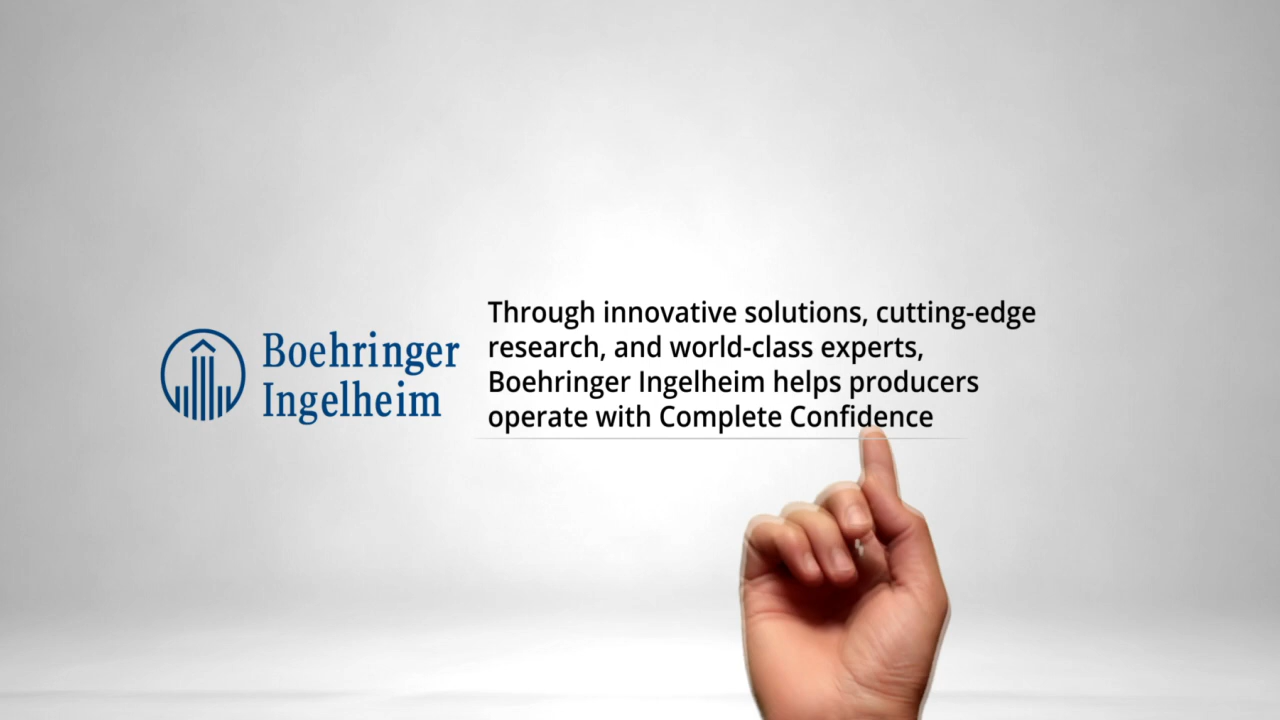 Boehringer
Ingelheim
Through innovative solutions, cutting-edge
research, and world-class experts,
Boehringer Ingelheim helps producers
operate with Complete Confidence